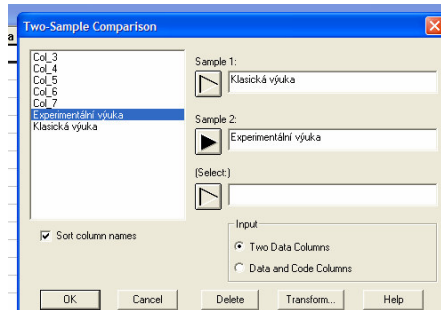 Two-Sample Comparison
a
Col_3
Col_4
Col_5
Col_6
Col_7
Experimentální výuka
Klasická výuka
Sort column names
Sample 1:
Klasická výuka
Sample 2:
Experimentální výuka
(Select:)
Input
Two Data Columns
Data and Code Columns
OK Cancel Delete Transform... Help